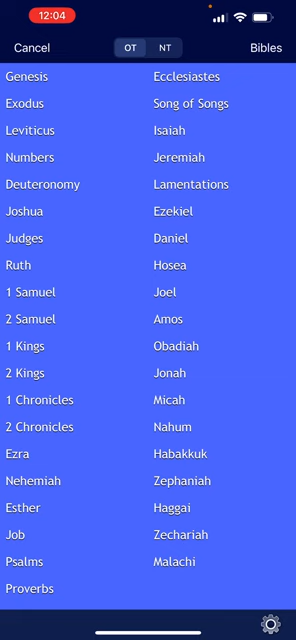 12:04
Cancel OT NT Bibles
Genesis
Exodus
Leviticus
Numbers
Deuteronomy
Joshua
Judges
Ruth
1 Samuel
2 Samuel
1 Kings
2 Kings
1 Chronicles
2 Chronicles
Ezra
Nehemiah
Esther
Job
Psalms
Proverbs
Ecclesiastes
Song of Songs
Isaiah
Jeremiah
Lamentations
Ezekiel
Daniel
Hosea
Joel
Amos
Obadiah
Jonah
Micah
Nahum
Habakkuk
Zephaniah
Haggai
Zechariah
Malachi